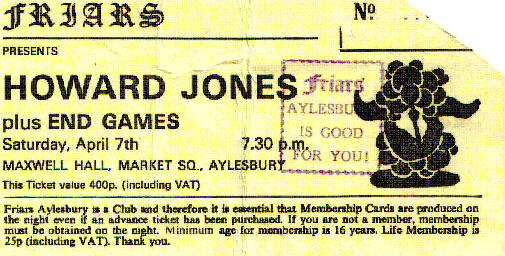 FRIARS
Nº
PRESENTS
HOWARD JONES
plus END GAMES
Saturday, April 7th 7.30 p.m.
MAXWELL HALL, MARKET SQ., AYLESBURY
This Ticket value 400p. (including VAT)
Friars
AYLESBURY
IS GOOD
FOR YOU!
Friars Aylesbury is a Club and therefore it is essential that Membership Cards are produced on
the night even if an advance ticket has been purchased. If you are not a member, membership
must be obtained on the night. Minimum age for membership is 16 years. Life Membership is
25p (including VAT). Thank you.